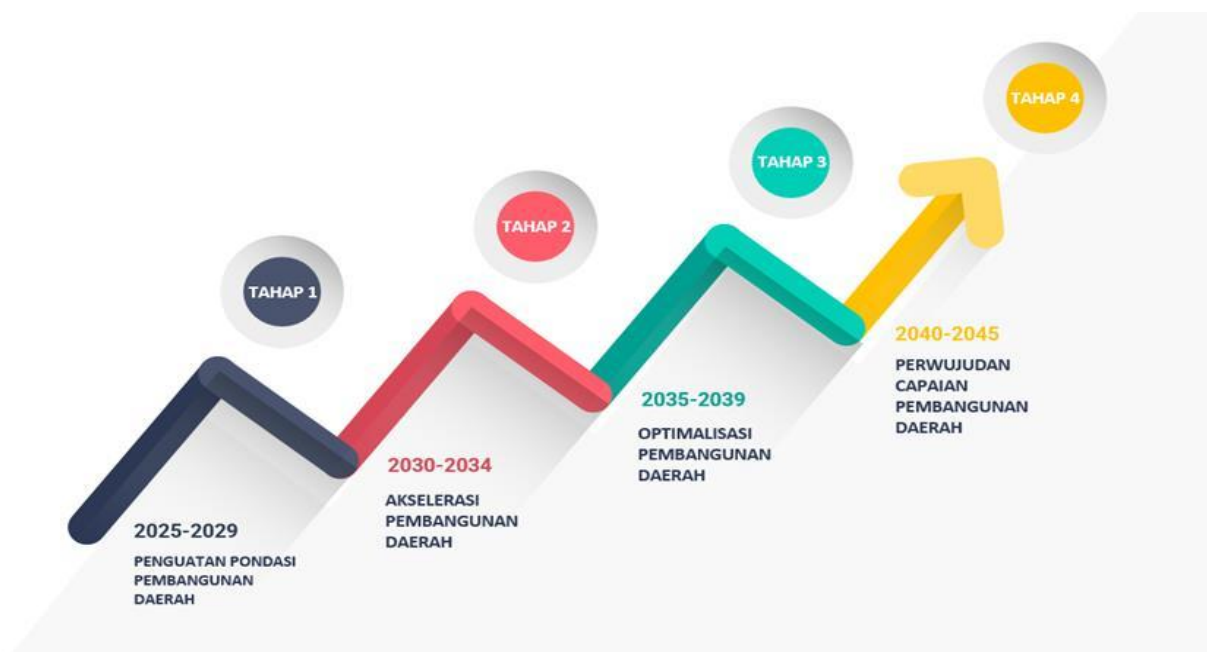 TAHAP 1
2025-2029
PENGUATAN PONDASI
PEMBANGUNAN
DAERAH
TAHAP 2
2030-2034
AKSELERASI
PEMBANGUNAN
DAERAH
TAHAP 3
2035-2039
OPTIMALISASI
PEMBANGUNAN
DAERAH
TAHAP 4
2040-2045
PERWUJUDAN
CAPAIAN
PEMBANGUNAN
DAERAH